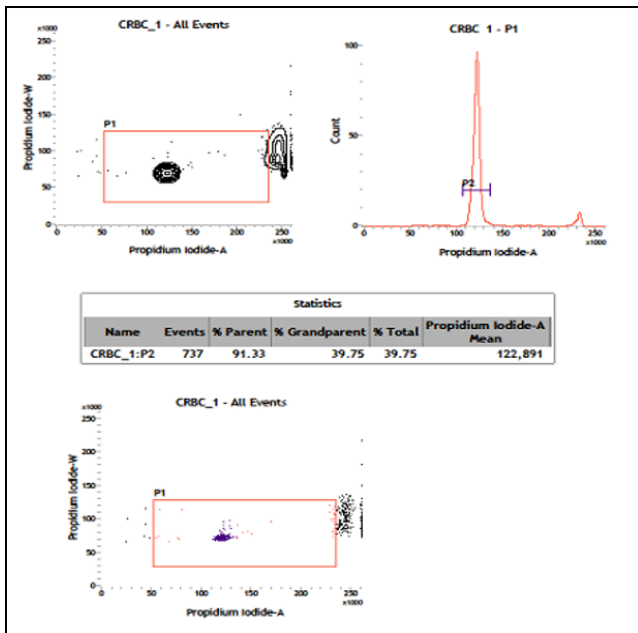 CRBC_1 - All Events
x1000
250
200
150
100
50
0
Propidium Iodide-W
P1
0 50 100 150 200 250
x1000
Propidium Iodide-A
CRBC 1 - P1
100
50
0
Count
P2
0 100 200
x1000
Propidium Iodide-A
Statistics
Name Events % Parent % Grandparent % Total Propidium Iodide-A Mean
CRBC_1:P2 737 91.33 39.75 39.75 122,891
CRBC_1 - All Events
x1000
250
200
150
100
50
0
Propidium Iodide-W
P1
0 50 100 150 200 250
x1000
Propidium Iodide-A